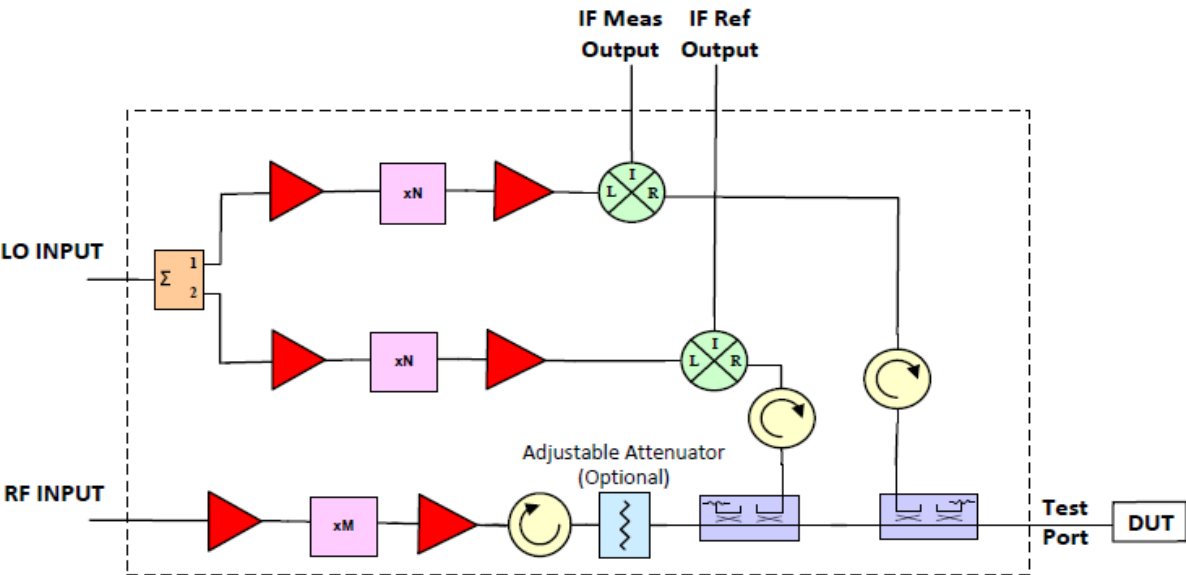 IF Meas
Output
IF Ref
Output
LO INPUT
Σ
1
2
xN
L
I
R
xN
L
I
R
Adjustable Attenuator
(Optional)
RF INPUT
xM
Test
Port
DUT